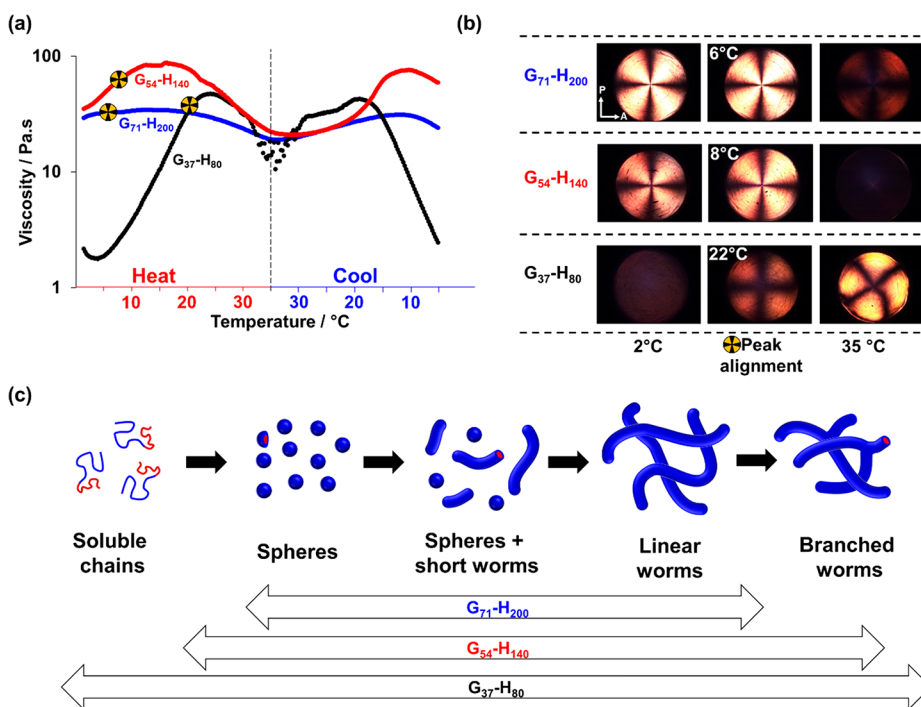 (a)
100
10
1
Viscosity / Pa.s
G54-H140
G71-H200
G37-H80
Heat
Cool
10
20
30
30
20
10
Temperature / °C
(b)
G71-H200
P
A
6°C
G54-H140
8°C
G37-H80
22°C
2°C
Peak
alignment
35 °C
(c)
Soluble
chains
Spheres
Spheres +
short worms
Linear
worms
Branched
worms
G71-H200
G54-H140
G37-H80